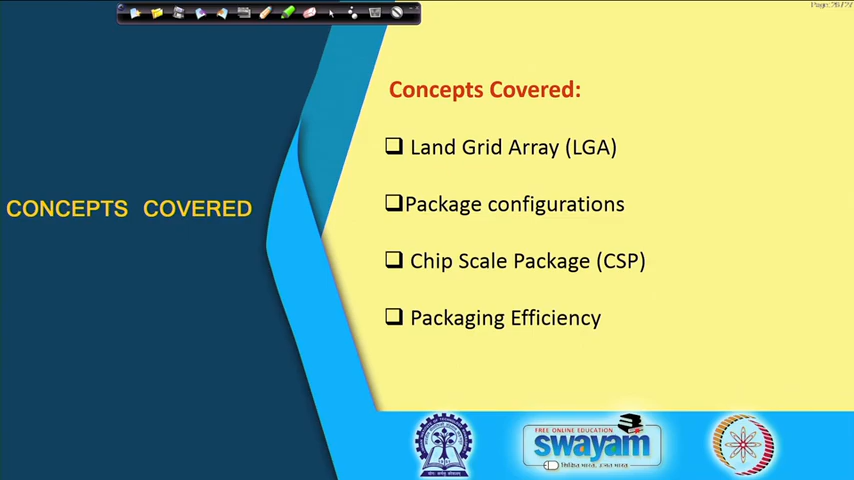 Concepts Covered:
Land Grid Array (LGA)
Package configurations
CONCEPTS COVERED
Chip Scale Package (CSP)
Packaging Efficiency
FREE ONLINE EDUCATION
swayam